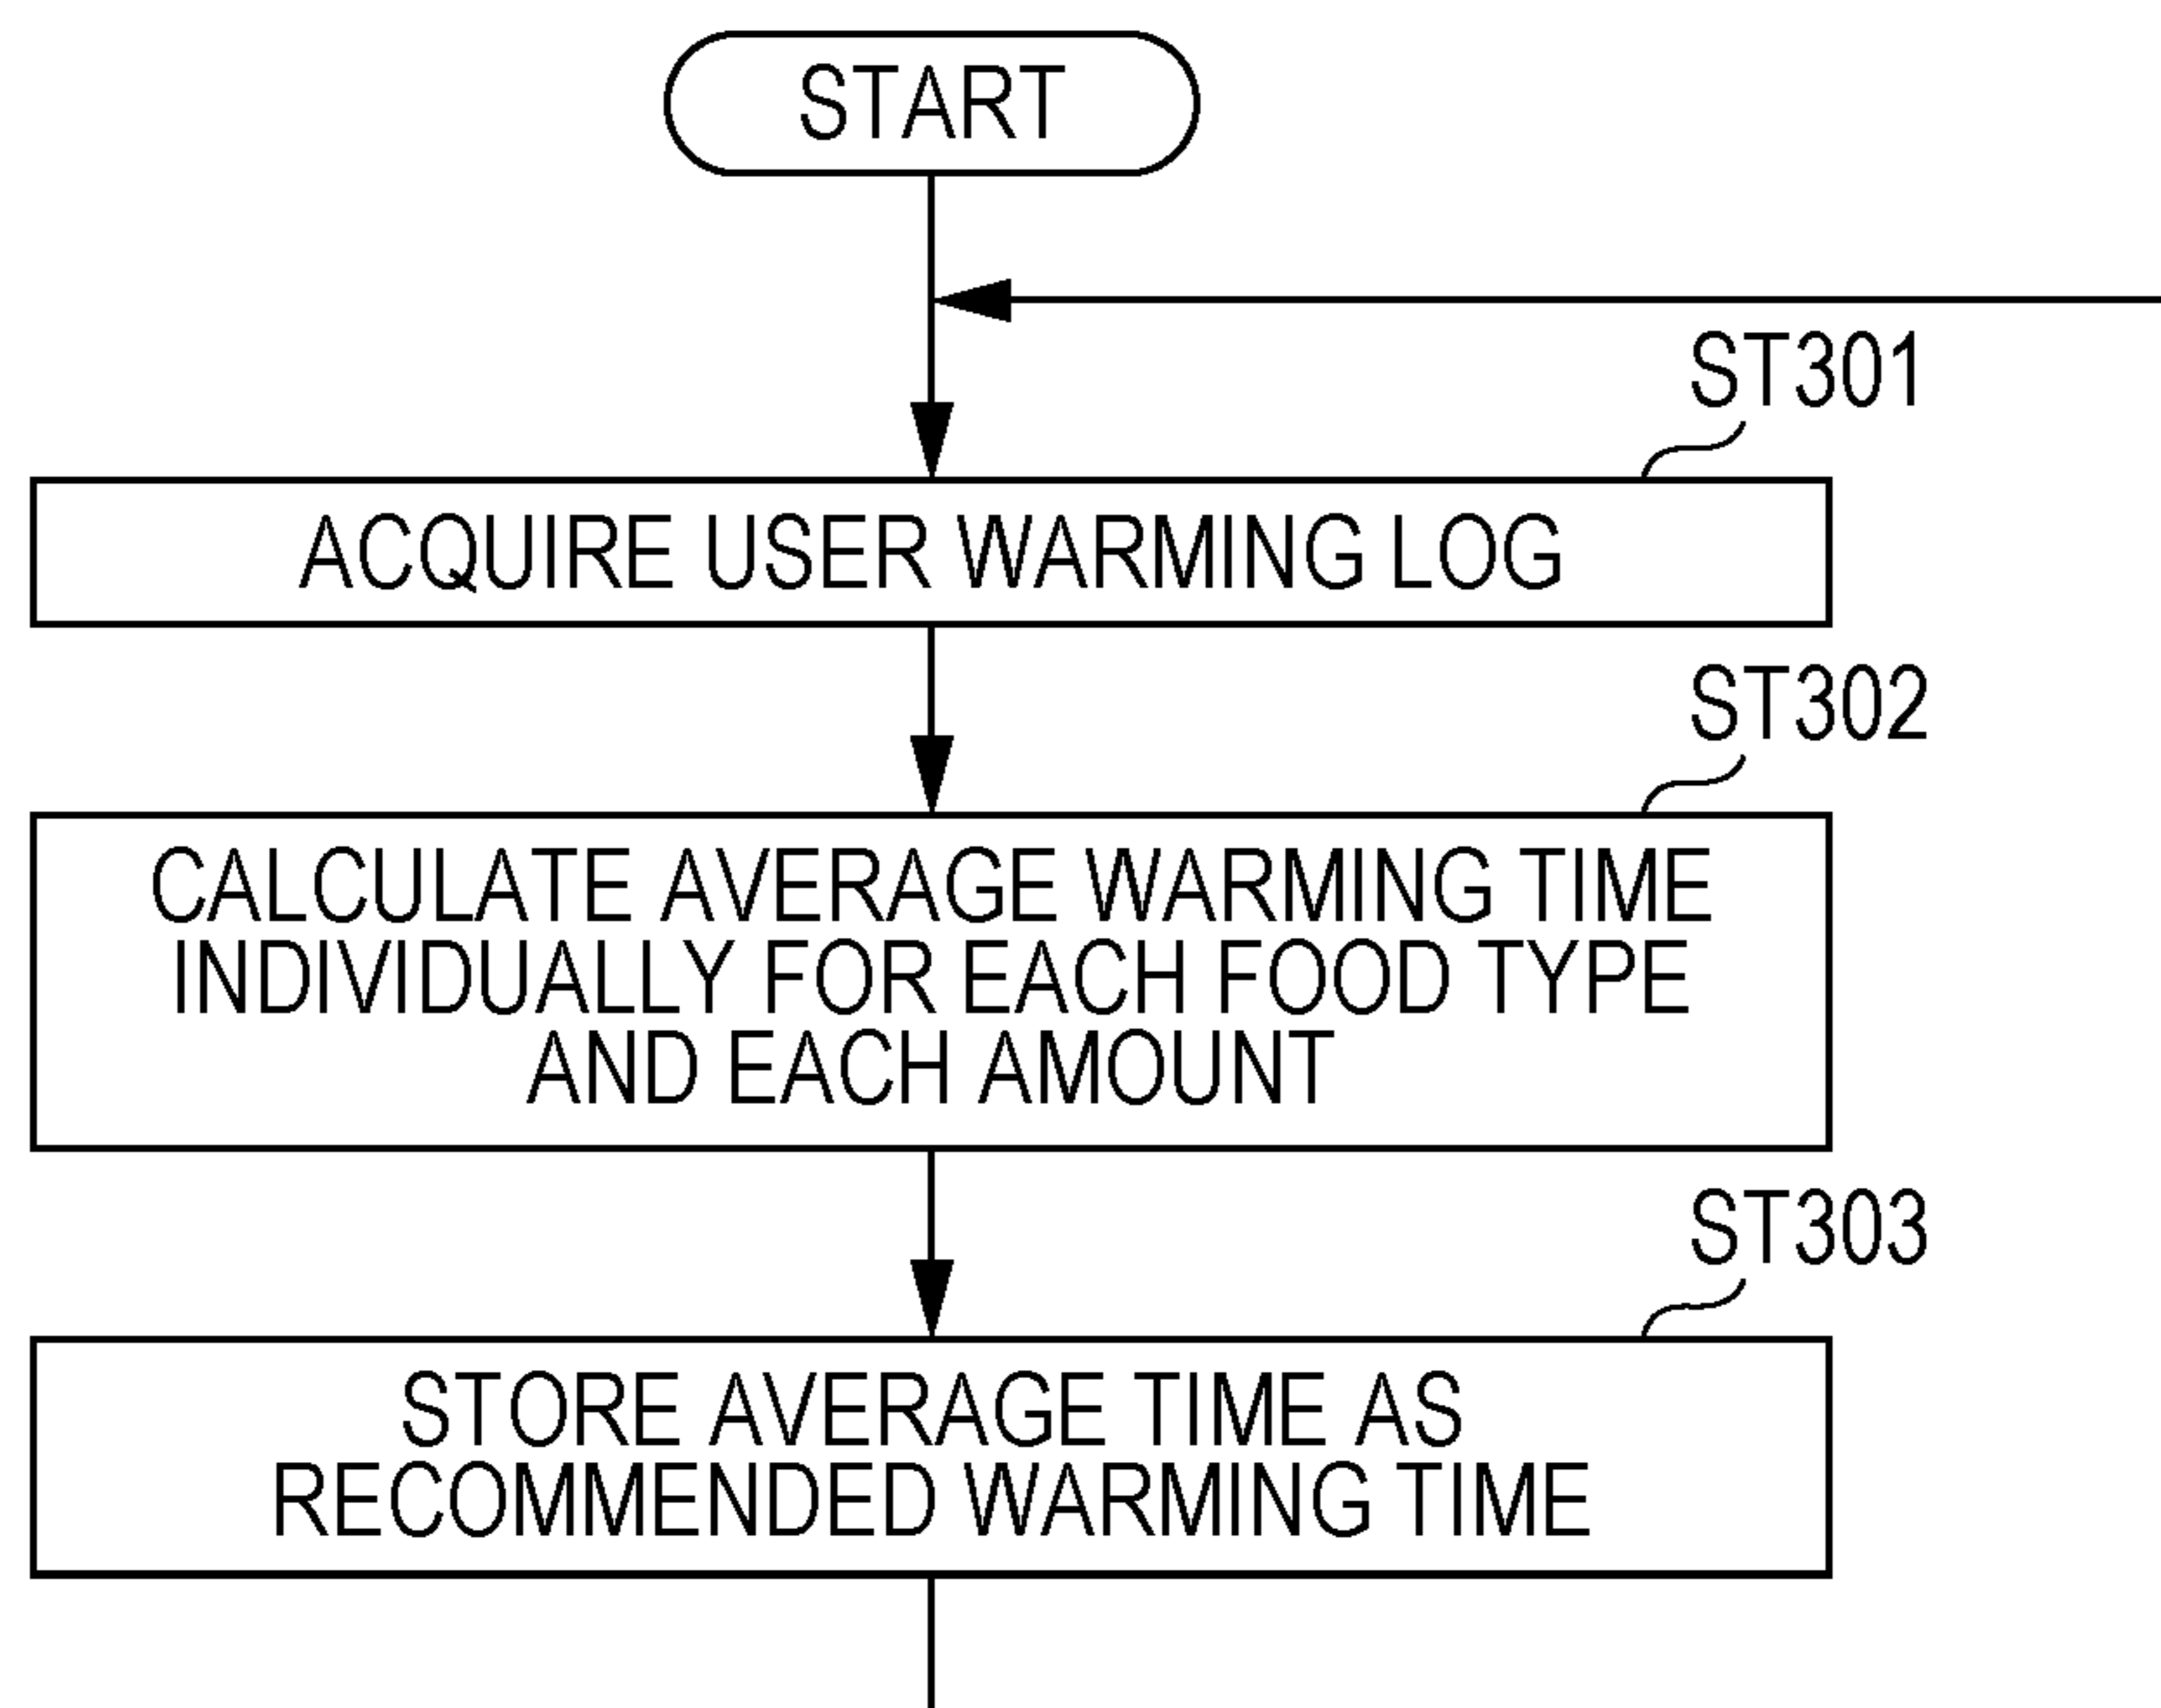 START
ST301
ACQUIRE USER WARMING LOG
ST302
CALCULATE AVERAGE WARMING TIME
INDIVIDUALLY FOR EACH FOOD TYPE
AND EACH AMOUNT
ST303
STORE AVERAGE TIME AS
RECOMMENDED WARMING TIME